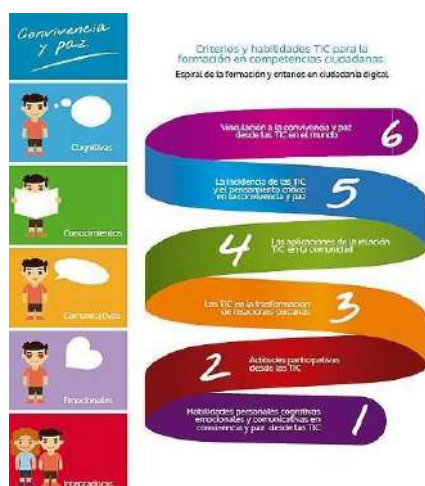 Convivencia
y paz
Criterios y habilidades TIC para la
formación en competencias ciudadanas
Espiral de la formación y criterios en ciudadanía digital
Cognitivas
Conocimientos
Comunicativas
Emocionales
Integradoras
Vinculación a la convivencia y paz
desde las TIC en el mundo
6
La incidencia de las TIC
y el pensamiento crítico
en la convivencia y paz
5
4
Las aplicaciones de la relación
TIC en la comunidad
Las TIC en la trasformación
de relaciones cercanas
3
2
Actitudes participativas
desde las TIC
Habilidades personales cognitivas
emocionales y comunicativas en
convivencia y paz desde las TIC
1